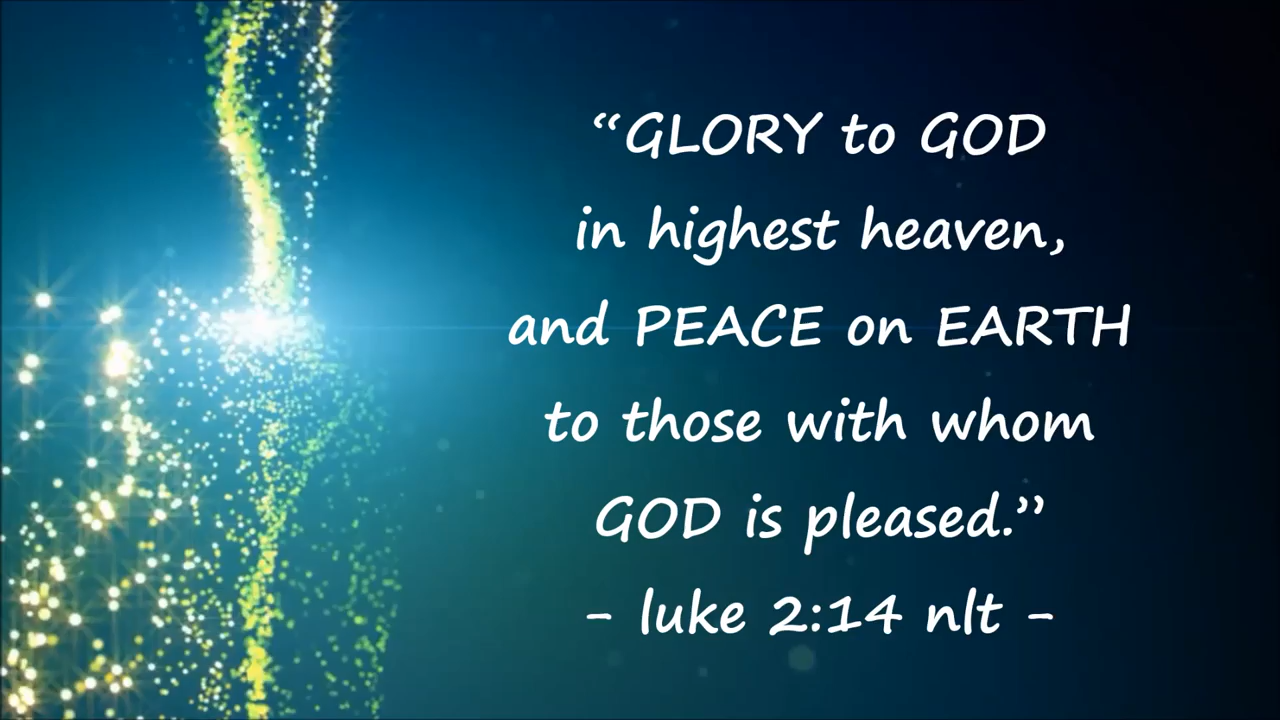 “GLORY to GOD
in highest heaven,
and PEACE on EARTH
to those with whom
GOD is pleased.”
- luke 2:14 nlt -